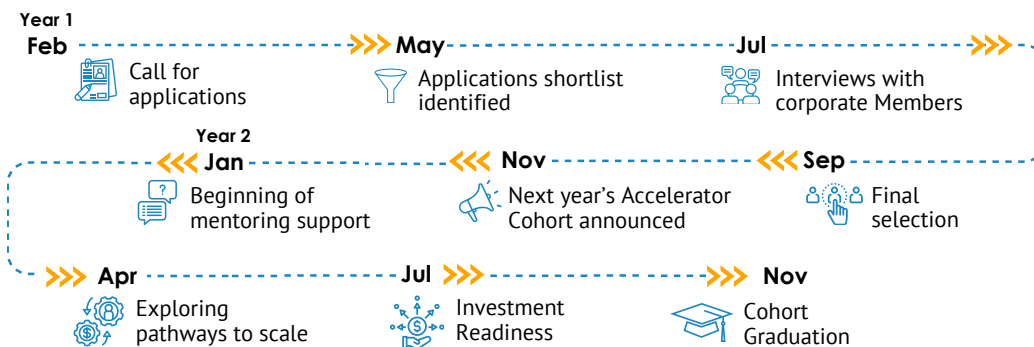 Year 1
Feb
May
Jul
Call for
applications
Applications shortlist
identified
Interviews with
corporate Members
Sep
Final
selection
Nov
Next year's Accelerator
Cohort announced
Year 2
Jan
Beginning of
mentoring support
Apr
Exploring
pathways to scale
Jul
Investment
Readiness
Nov
Cohort
Graduation